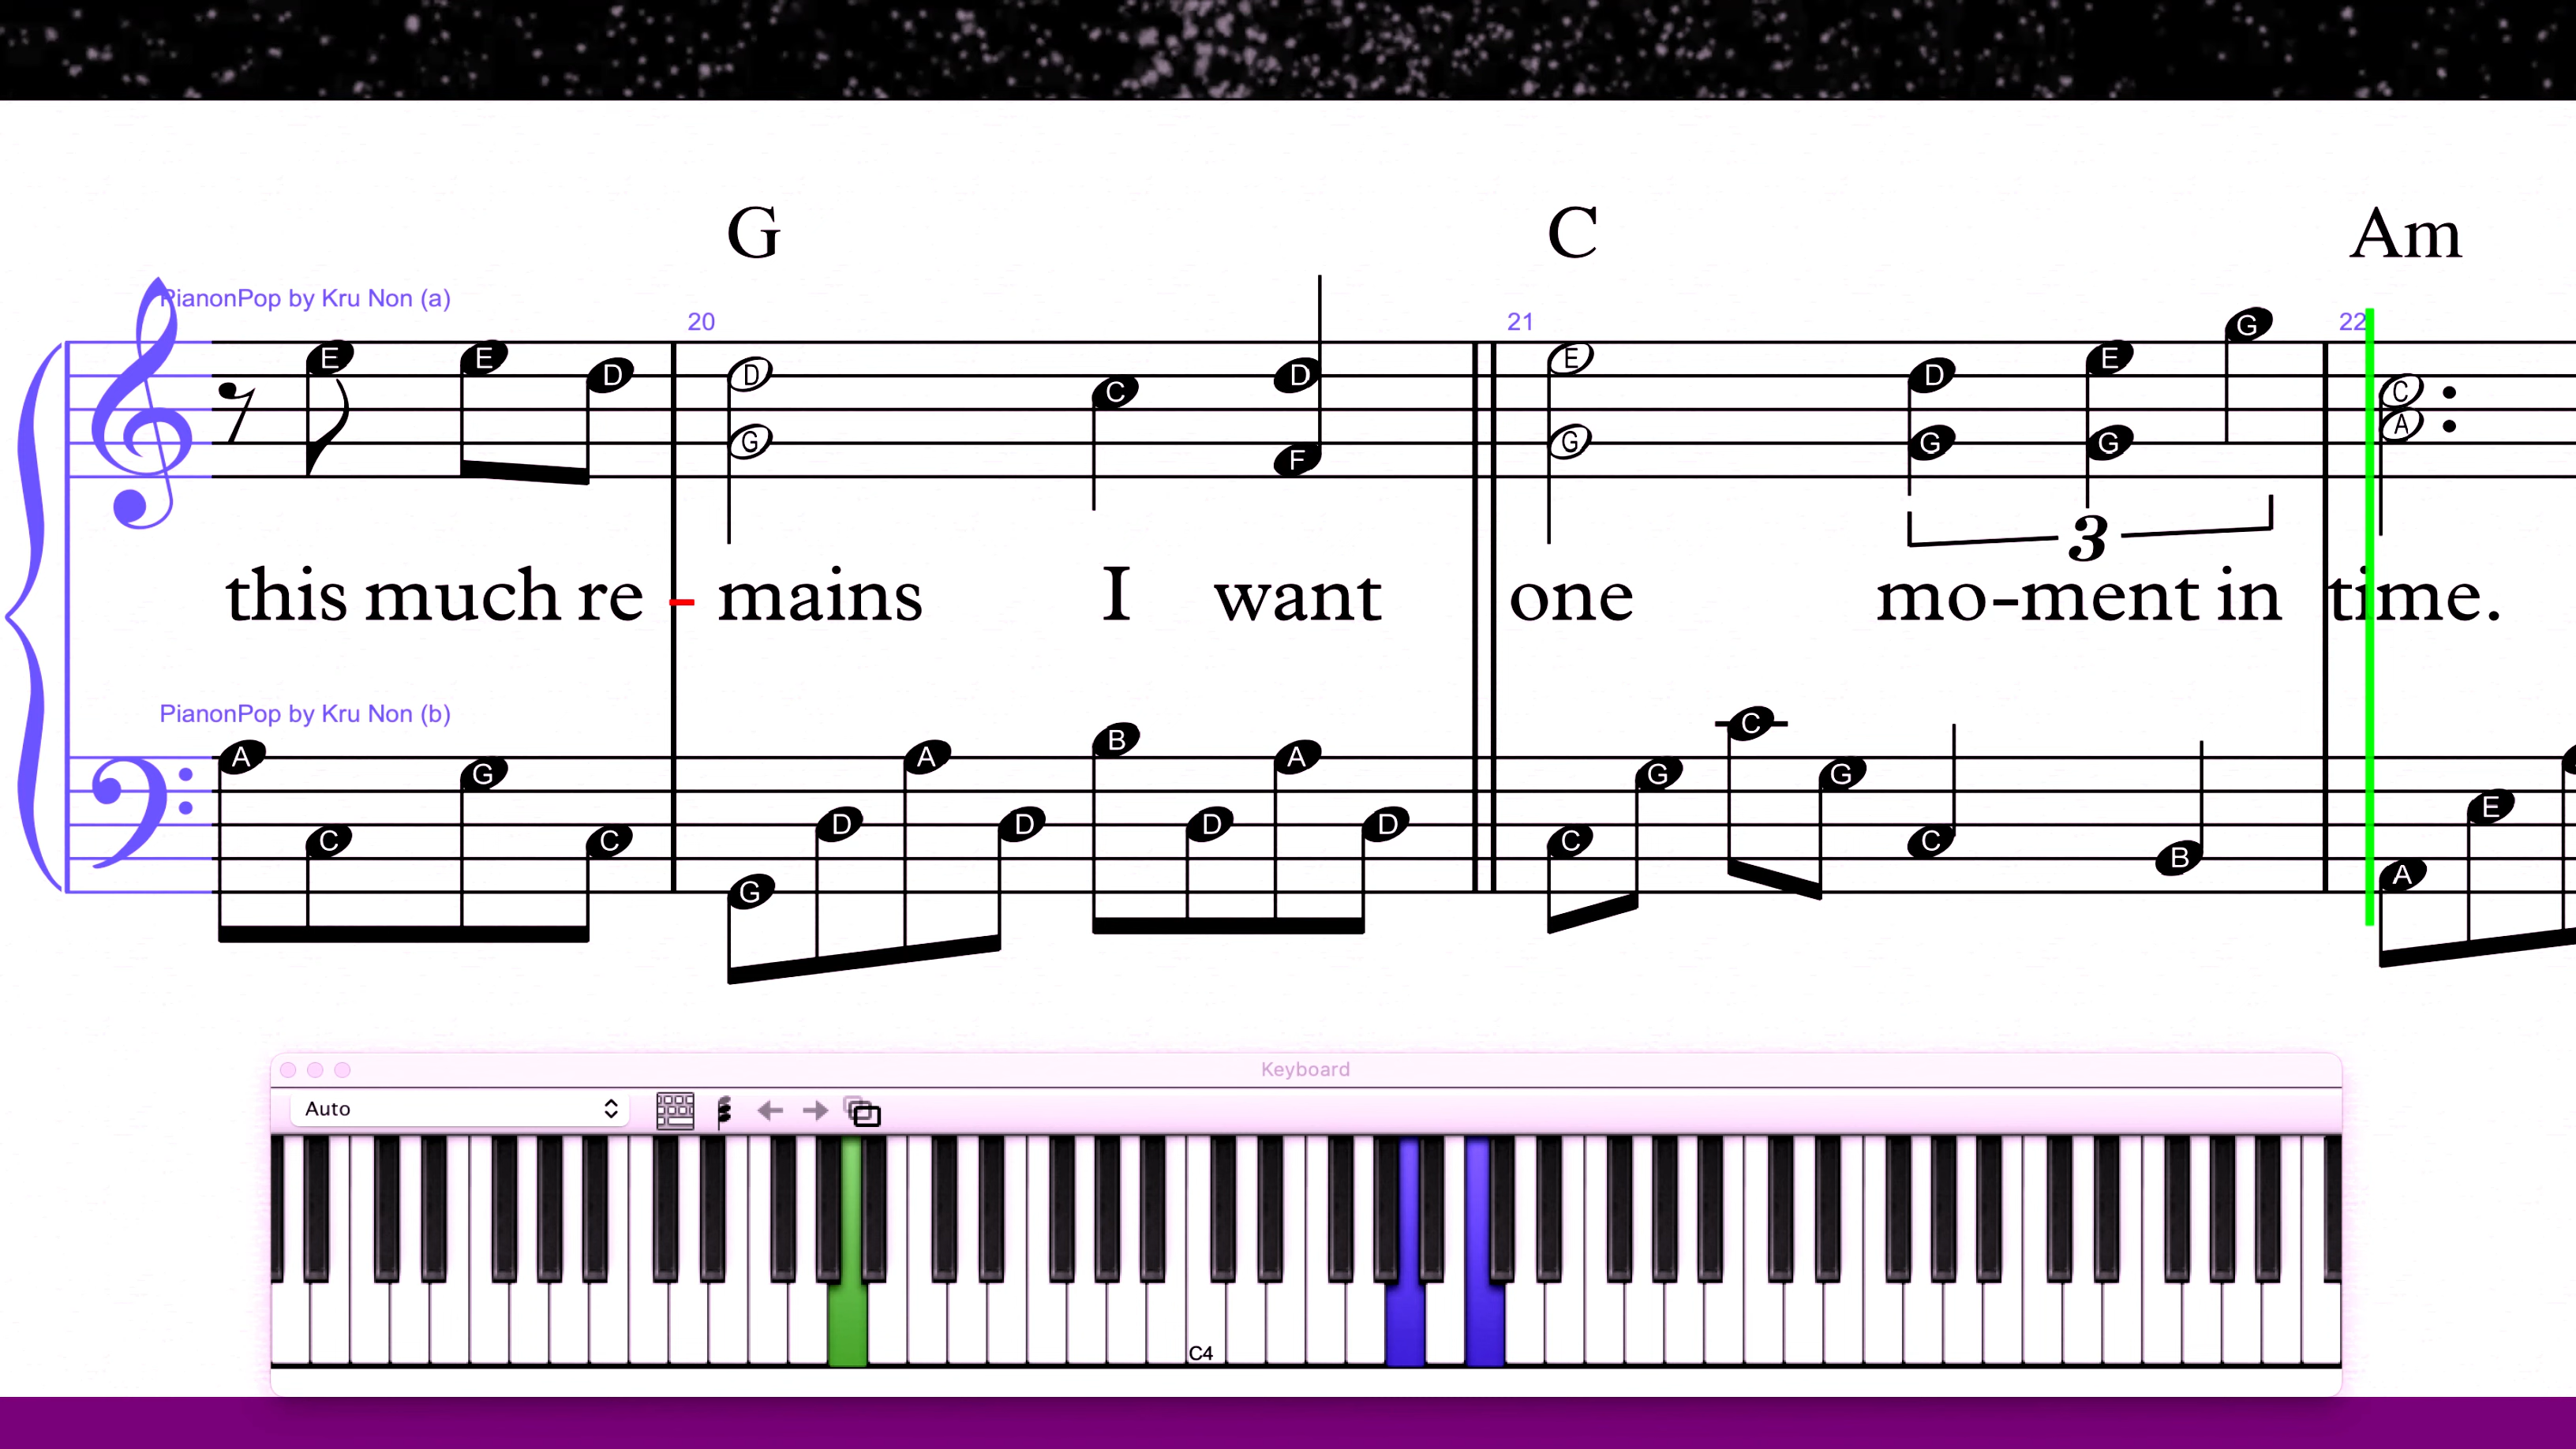 G C Am
PianonPop by Kru Non (a)
20 21 22
E E D D C D E D E G C
G F G G G A
3
this much re - mains I want one mo-ment in time.
PianonPop by Kru Non (b)
A C G C G D A D B D A D C G C G C B A E
Keyboard
Auto
C4